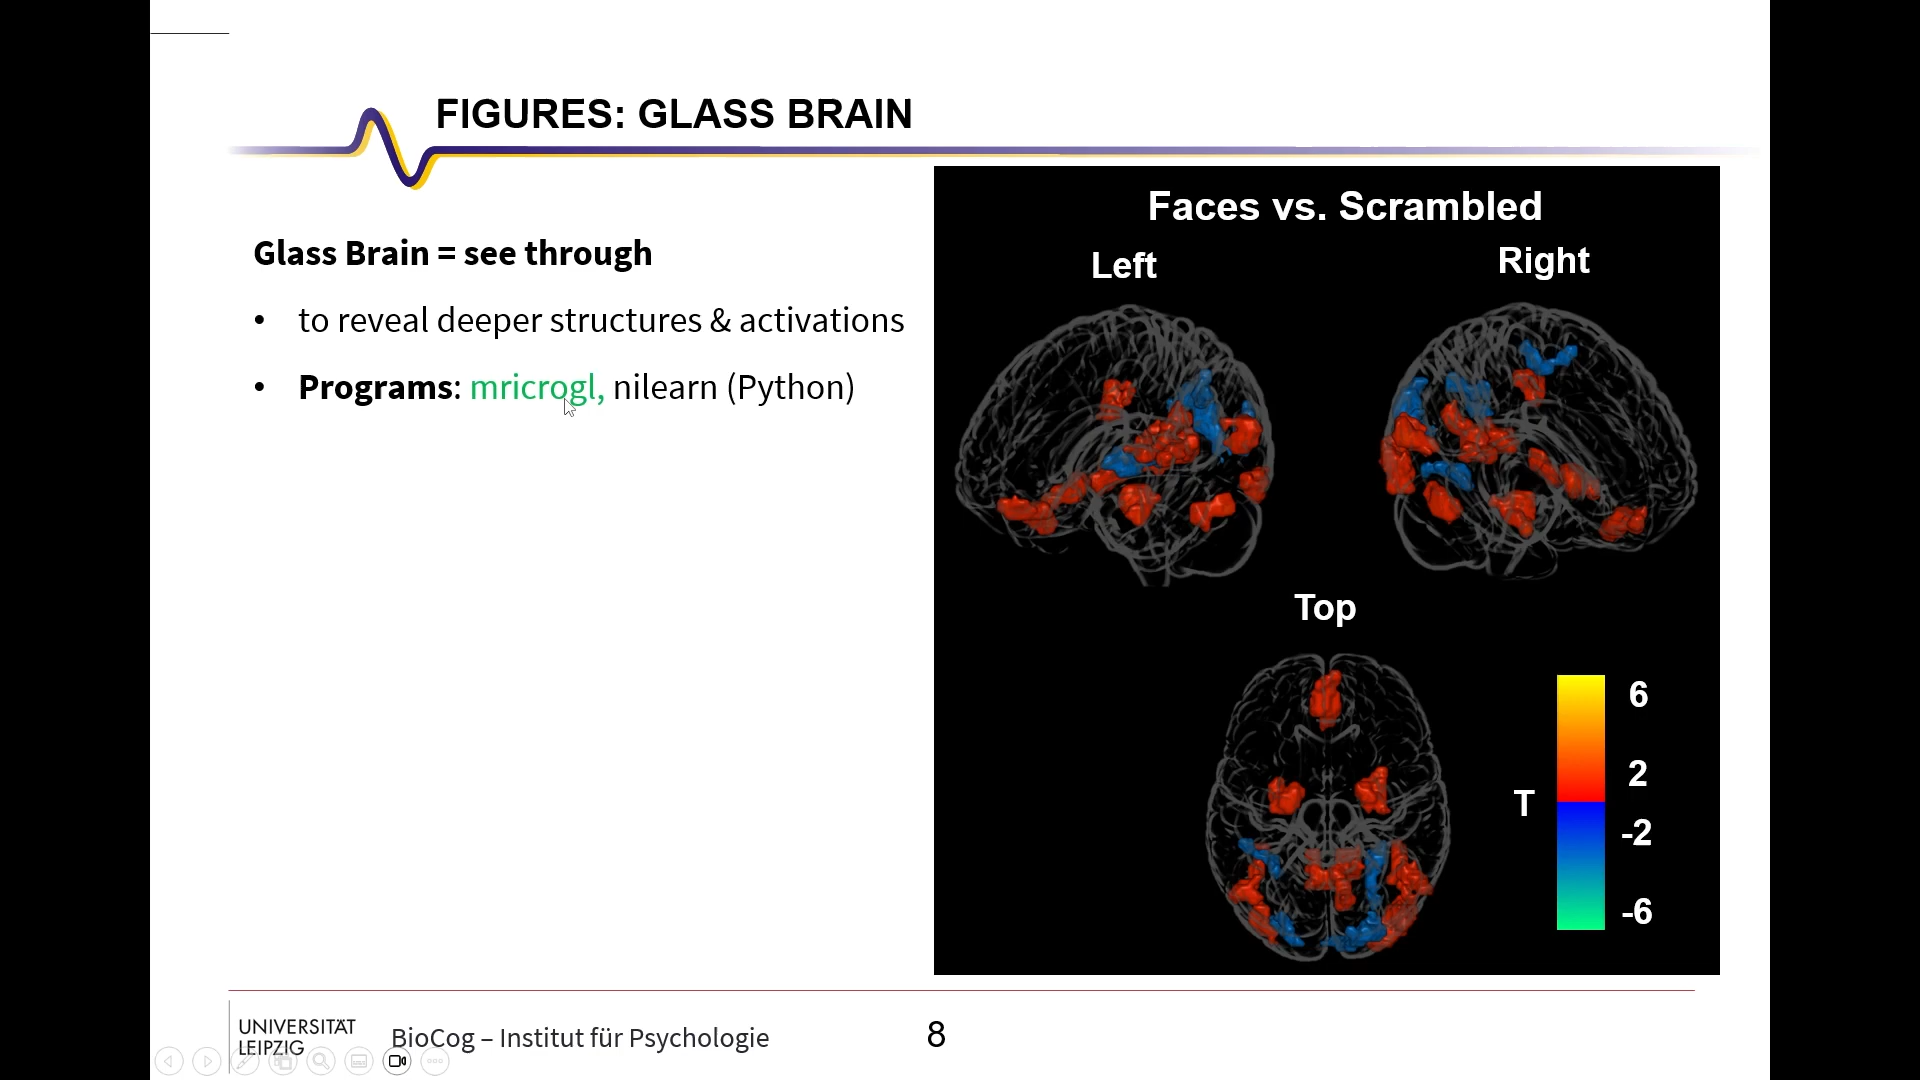 FIGURES: GLASS BRAIN
Glass Brain = see through
• to reveal deeper structures & activations
• Programs: mricrogl, nilearn (Python)
Faces vs. Scrambled
Left
Right
Top
T
6
2
-2
-6
UNIVERSITÄT
LEIPZIG
BioCog – Institut für Psychologie
8